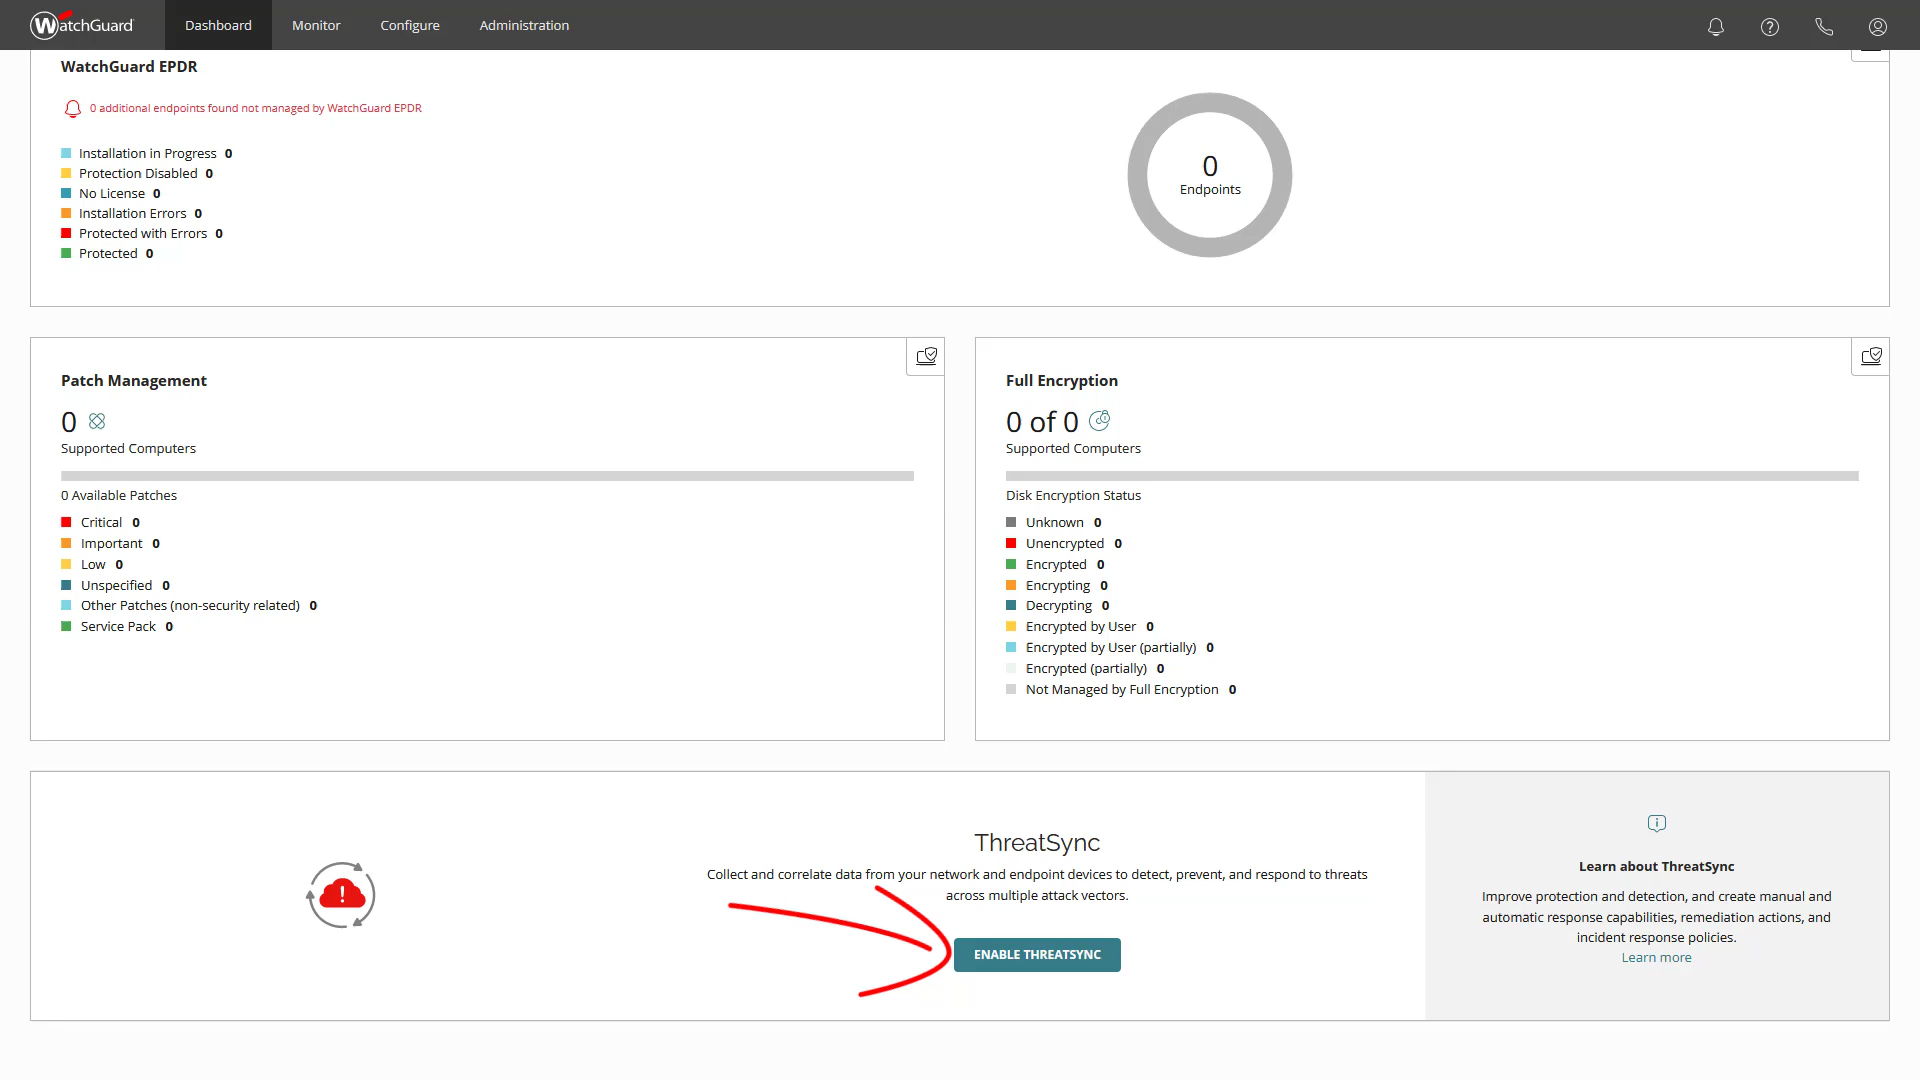 WatchGuard
Dashboard
Monitor
Configure
Administration
WatchGuard EPDR
0 additional endpoints found not managed by WatchGuard EPDR
Installation in Progress 0
Protection Disabled 0
No License 0
Installation Errors 0
Protected with Errors 0
Protected 0
0
Endpoints
Patch Management
0
Supported Computers
0 Available Patches
Critical 0
Important 0
Low 0
Unspecified 0
Other Patches (non-security related) 0
Service Pack 0
Full Encryption
0 of 0
Supported Computers
Disk Encryption Status
Unknown 0
Unencrypted 0
Encrypted 0
Encrypting 0
Decrypting 0
Encrypted by User 0
Encrypted by User (partially) 0
Encrypted (partially) 0
Not Managed by Full Encryption 0
ThreatSync
Collect and correlate data from your network and endpoint devices to detect, prevent, and respond to threats
across multiple attack vectors.
ENABLE THREATSYNC
Learn about ThreatSync
Improve protection and detection, and create manual and
automatic response capabilities, remediation actions, and
incident response policies.
Learn more